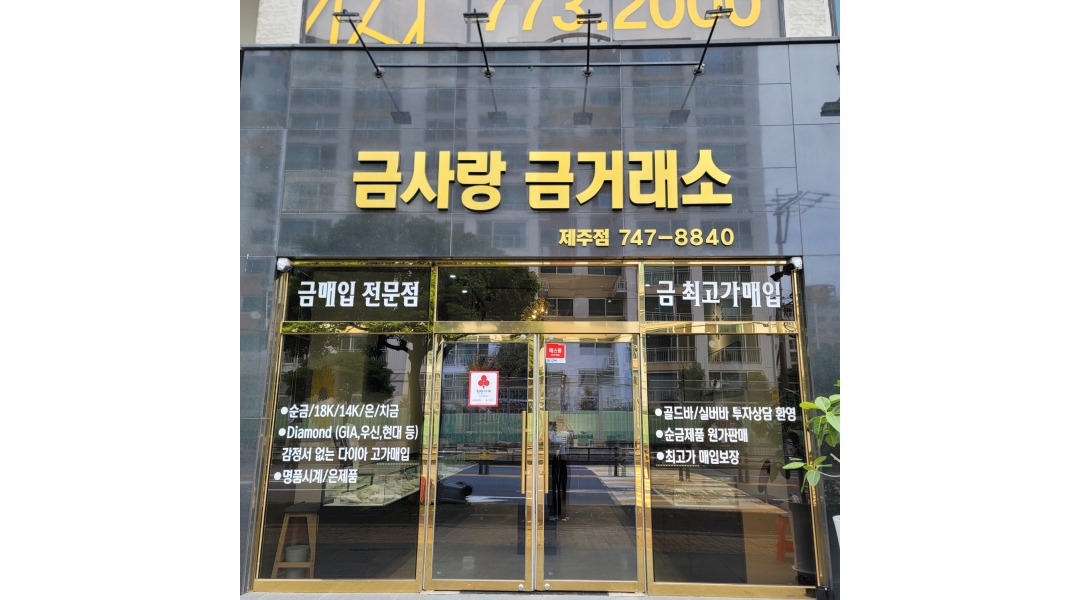 773.2000
금사랑 금거래소
제주점 747-8840
금매입 전문점
금 최고가매입
에스원
●순금/18K/14K/은/치금
●Diamond (GIA,우신,현대 등)
감정서 없는 다이아 고가매입
●명품시계/은제품
●골드바/실버바 투자상담 환영
●순금제품 원가판매
●최고가 매입보장